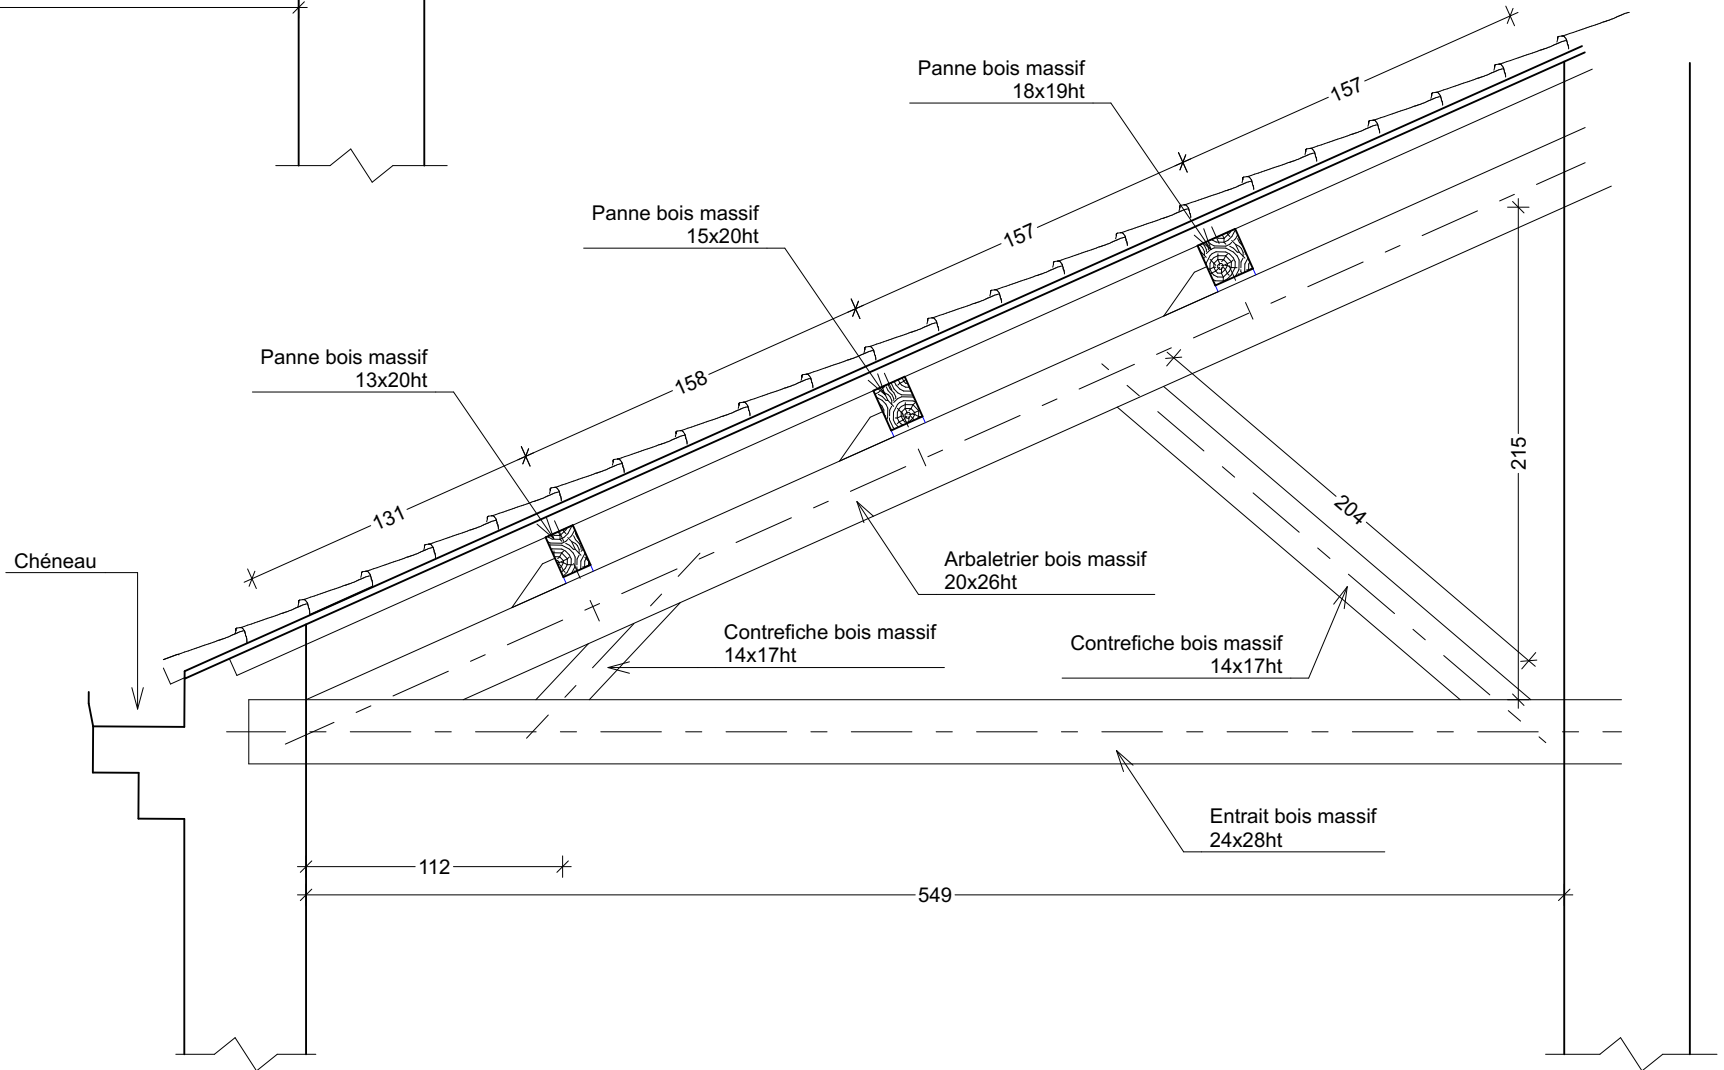 Panne bois massif
18x19ht
157
Panne bois massif
15x20ht
157
Panne bois massif
13x20ht
158
131
215
204
Chéneau
Arbaletrier bois massif
20x26ht
Contrefiche bois massif
14x17ht
Contrefiche bois massif
14x17ht
Entrait bois massif
24x28ht
112
549